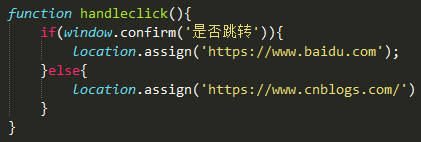 function handleclick(){
    if(window.confirm('是否跳转')){
        location.assign('https://www.baidu.com');
    }else{
        location.assign('https://www.cnblogs.com/')
    }
}